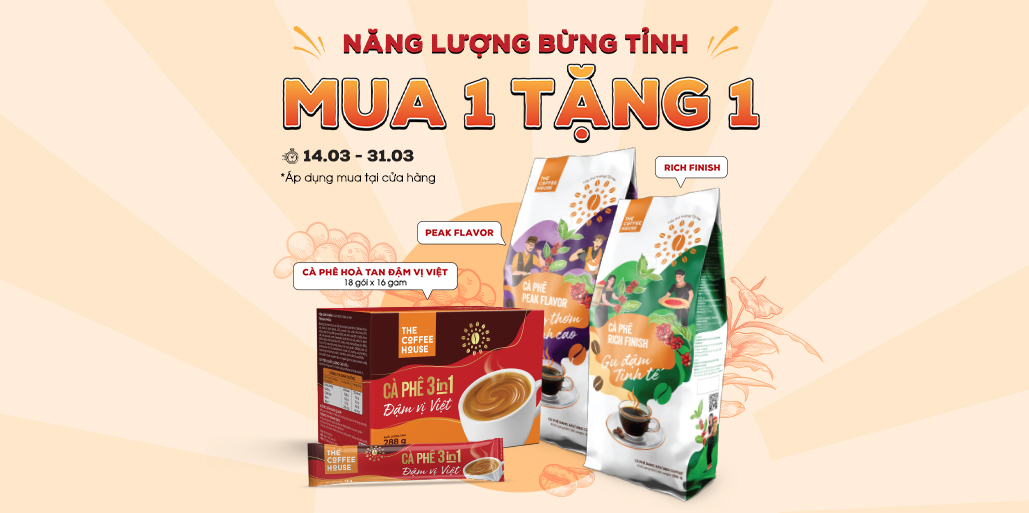 NĂNG LƯỢNG BỪNG TỈNH
MUA 1 TẶNG 1
14.03 - 31.03
*Áp dụng mua tại cửa hàng
RICH FINISH
PEAK FLAVOR
CÀ PHÊ HOÀ TAN ĐẬM VỊ VIỆT
18 gói x 16 gam
THE
COFFEE
HOUSE
CÀ PHÊ
PEAK FLAVOR
thơm
THE
COFFEE
HOUSE
CÀ PHÊ
RICH FINISH
Gu đậm
Tinh tế
THE
COFFEE
HOUSE
CÀ PHÊ 3in1
Đậm vị Việt
288 g
THE
COFFEE
HOUSE
CÀ PHÊ 3in1
Đậm vị Việt